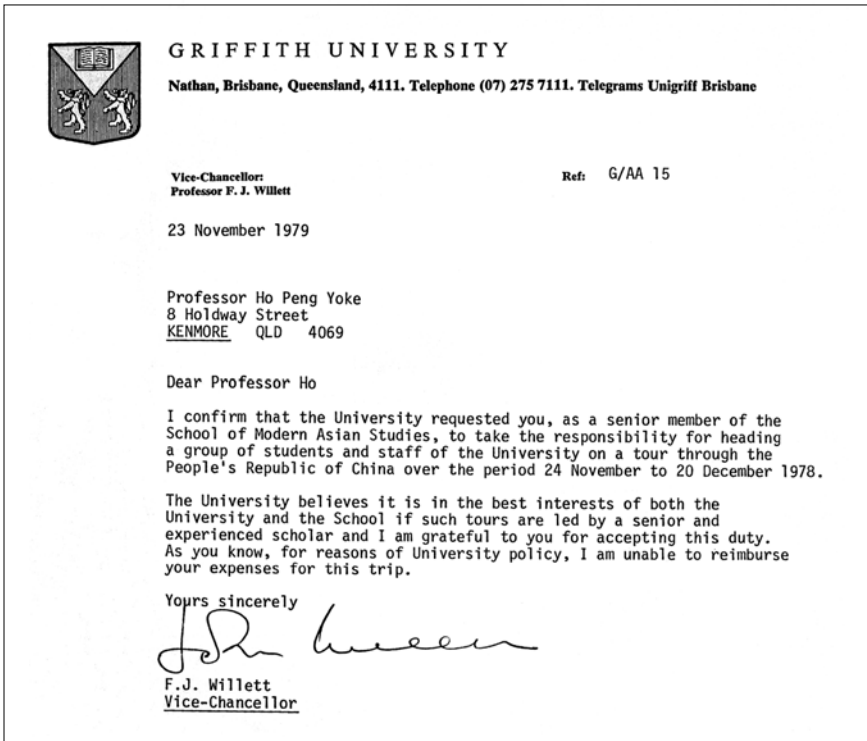 GRIFFITH UNIVERSITY
Nathan, Brisbane, Queensland, 4111. Telephone (07) 275 7111. Telegrams Unigriff Brisbane
Vice-Chancellor:
Professor F. J. Willett
Ref: G/AA 15
23 November 1979
Professor Ho Peng Yoke
8 Holdway Street
KENMORE QLD 4069
Dear Professor Ho
I confirm that the University requested you, as a senior member of the
School of Modern Asian Studies, to take the responsibility for heading
a group of students and staff of the University on a tour through the
People's Republic of China over the period 24 November to 20 December 1978.
The University believes it is in the best interests of both the
University and the School if such tours are led by a senior and
experienced scholar and I am grateful to you for accepting this duty.
As you know, for reasons of University policy, I am unable to reimburse
your expenses for this trip.
Yours sincerely
F.J. Willett
Vice-Chancellor